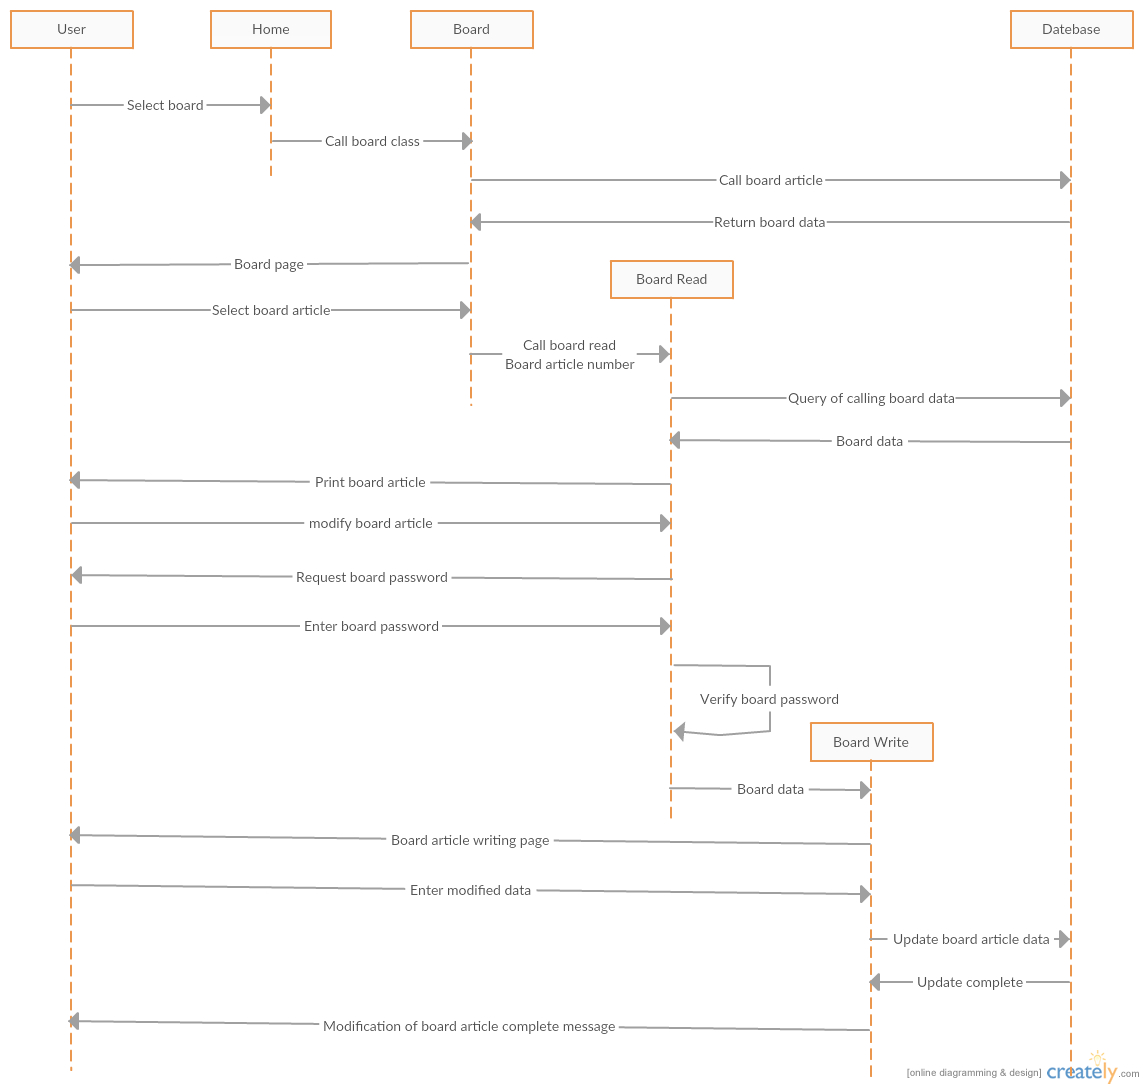 User
Home
Board
Datebase
Select board
Call board class
Call board article
Return board data
Board page
Board Read
Select board article
Call board read
Board article number
Query of calling board data
Board data
Print board article
modify board article
Request board password
Enter board password
Verify board password
Board Write
Board data
Board article writing page
Enter modified data
Update board article data
Update complete
Modification of board article complete message
[online diagramming & design] creately.com